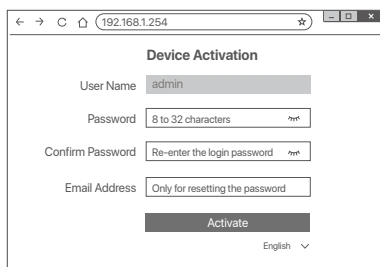 192.168.1.254
Device Activation
User Name admin
Password 8 to 32 characters
Confirm Password Re-enter the login password
Email Address Only for resetting the password
Activate
English